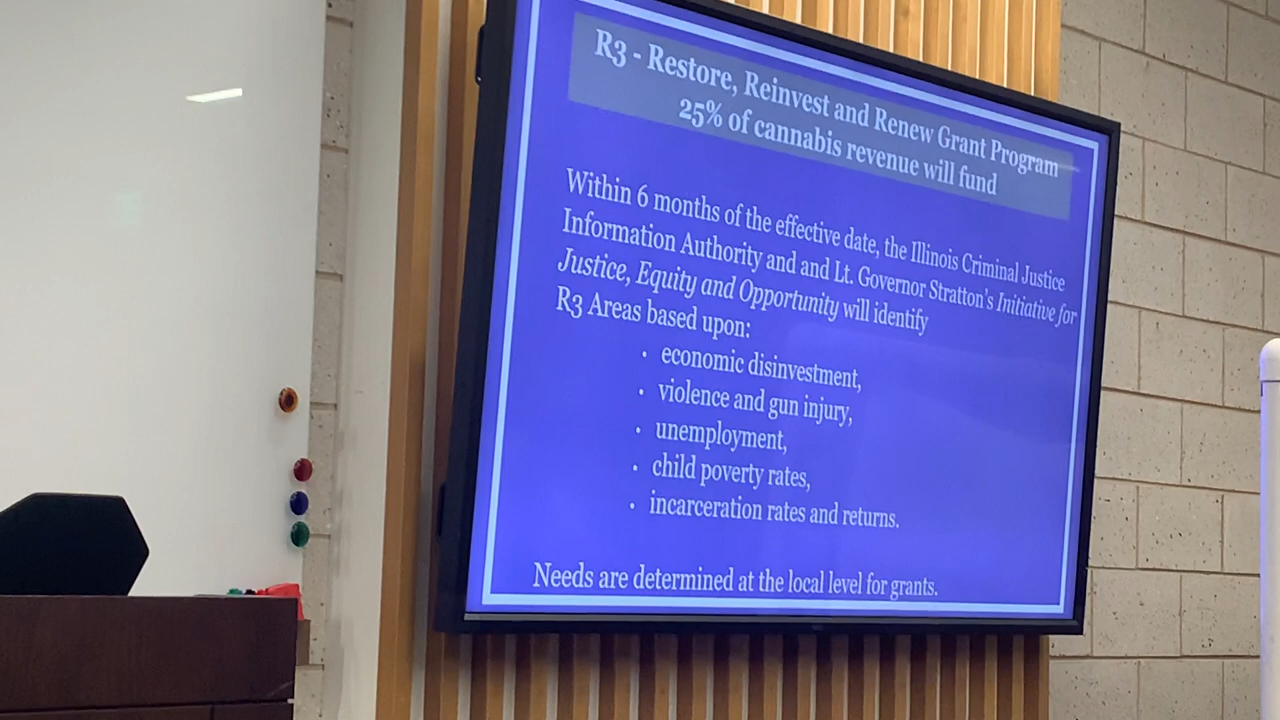 R3 - Restore, Reinvest and Renew Grant Program
25% of cannabis revenue will fund
Within 6 months of the effective date, the Illinois Criminal Justice
Information Authority and and Lt. Governor Stratton's Initiative for
Justice, Equity and Opportunity will identify
R3 Areas based upon:
· economic disinvestment,
· violence and gun injury,
· unemployment,
· child poverty rates,
· incarceration rates and returns.
Needs are determined at the local level for grants.